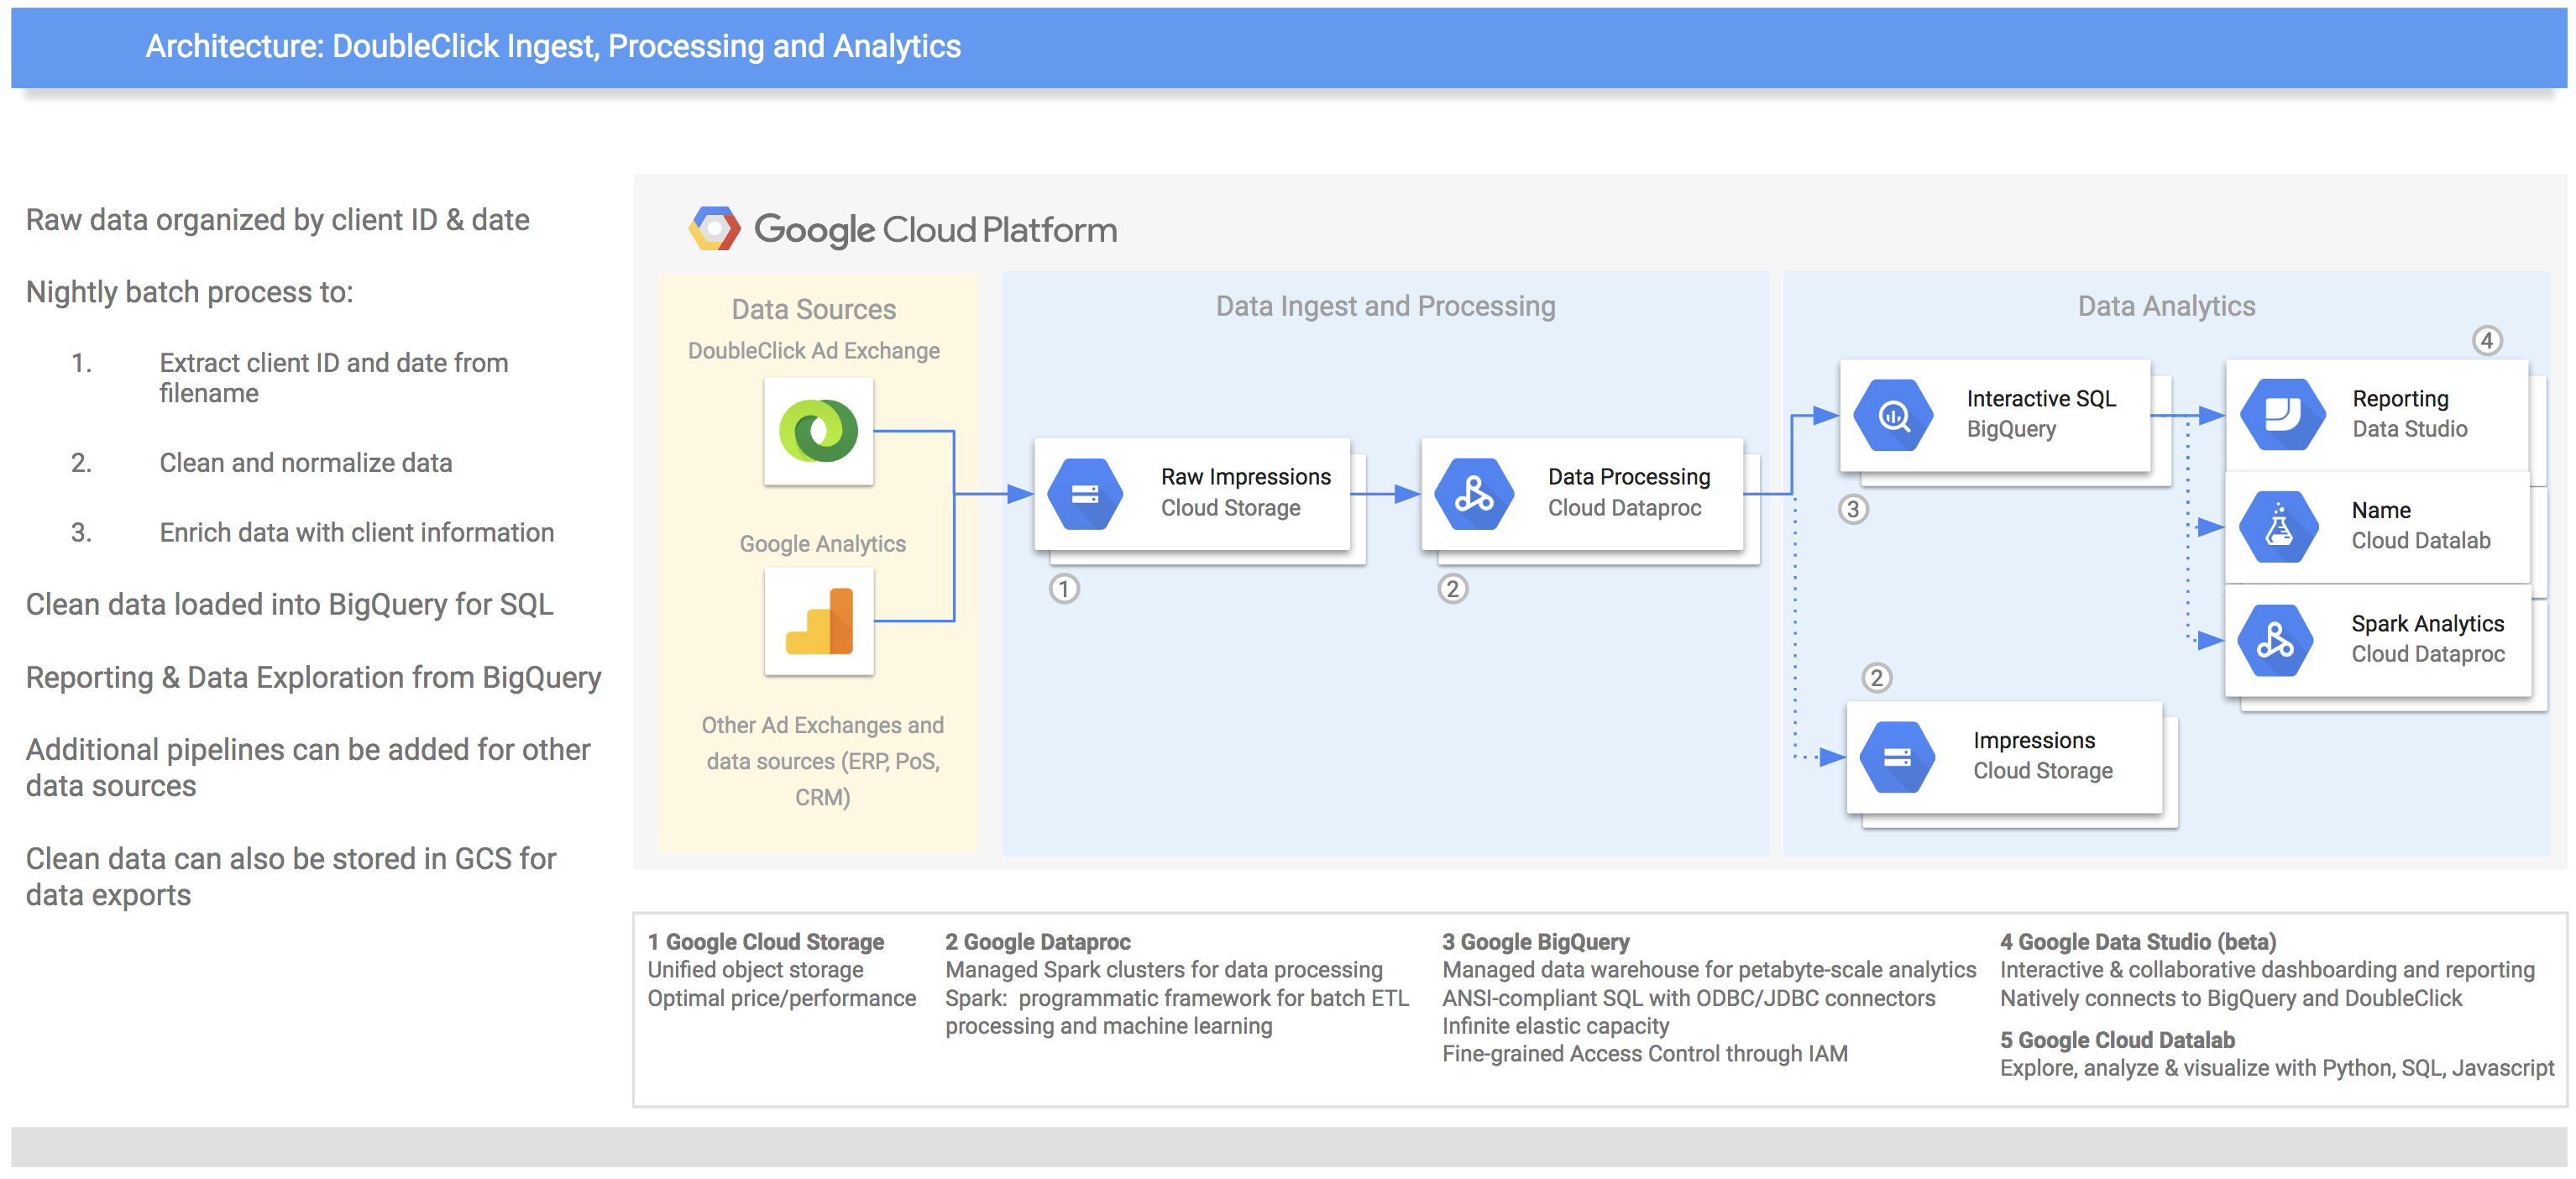 Architecture: DoubleClick Ingest, Processing and Analytics
Raw data organized by client ID & date
Nightly batch process to:
1. Extract client ID and date from
filename
2. Clean and normalize data
3. Enrich data with client information
Clean data loaded into BigQuery for SQL
Reporting & Data Exploration from BigQuery
Additional pipelines can be added for other
data sources
Clean data can also be stored in GCS for
data exports
Google Cloud Platform
Data Sources
DoubleClick Ad Exchange
Google Analytics
Other Ad Exchanges and
data sources (ERP, PoS,
CRM)
Data Ingest and Processing
Raw Impressions
Cloud Storage
1
Data Processing
Cloud Dataproc
2
Data Analytics
Interactive SQL
BigQuery
3
4
Reporting
Data Studio
Name
Cloud Datalab
Spark Analytics
Cloud Dataproc
2
Impressions
Cloud Storage
1 Google Cloud Storage
Unified object storage
Optimal price/performance
2 Google Dataproc
Managed Spark clusters for data processing
Spark: programmatic framework for batch ETL
processing and machine learning
3 Google BigQuery
Managed data warehouse for petabyte-scale analytics
ANSI-compliant SQL with ODBC/JDBC connectors
Infinite elastic capacity
Fine-grained Access Control through IAM
4 Google Data Studio (beta)
Interactive & collaborative dashboarding and reporting
Natively connects to BigQuery and DoubleClick
5 Google Cloud Datalab
Explore, analyze & visualize with Python, SQL, Javascript